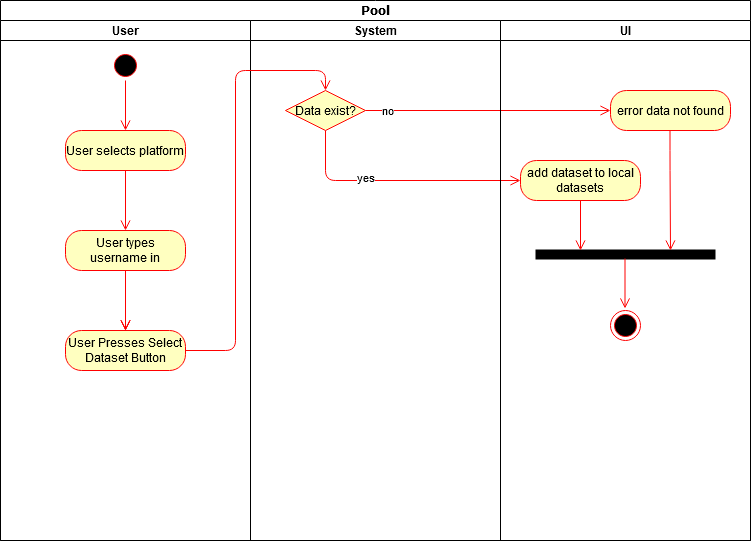 Pool
User
System
UI
User selects platform
User types
username in
User Presses Select
Dataset Button
Data exist?
no
yes
error data not found
add dataset to local
datasets